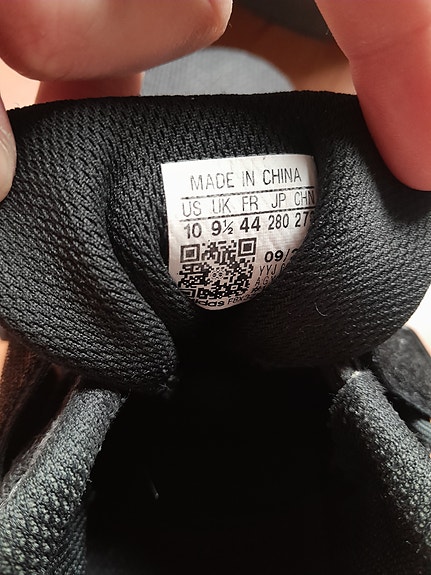 MADE IN CHINA
US UK FR JP CHN
10 9½ 44 280 27
09/
YYJ